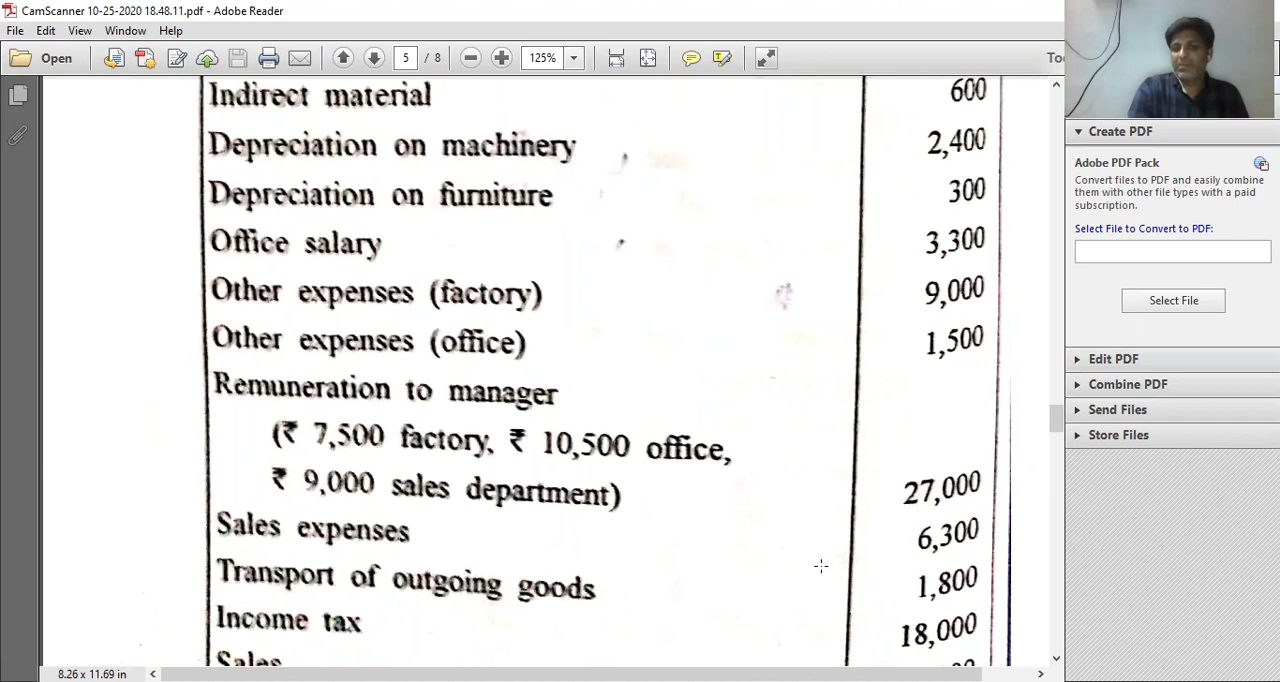 CamScanner 10-25-2020 18.48.11.pdf - Adobe Reader
File Edit View Window Help
Open 5 / 8 125%
Indirect material 600
Depreciation on machinery 2,400
Depreciation on furniture 300
Office salary 3,300
Other expenses (factory) 9,000
Other expenses (office) 1,500
Remuneration to manager
(₹ 7,500 factory, ₹ 10,500 office,
₹ 9,000 sales department) 27,000
Sales expenses 6,300
Transport of outgoing goods 1,800
Income tax 18,000
Sales
8.26 x 11.69 in
Create PDF
Adobe PDF Pack
Convert files to PDF and easily combine
them with other file types with a paid
subscription.
Select File to Convert to PDF:
Select File
Edit PDF
Combine PDF
Send Files
Store Files